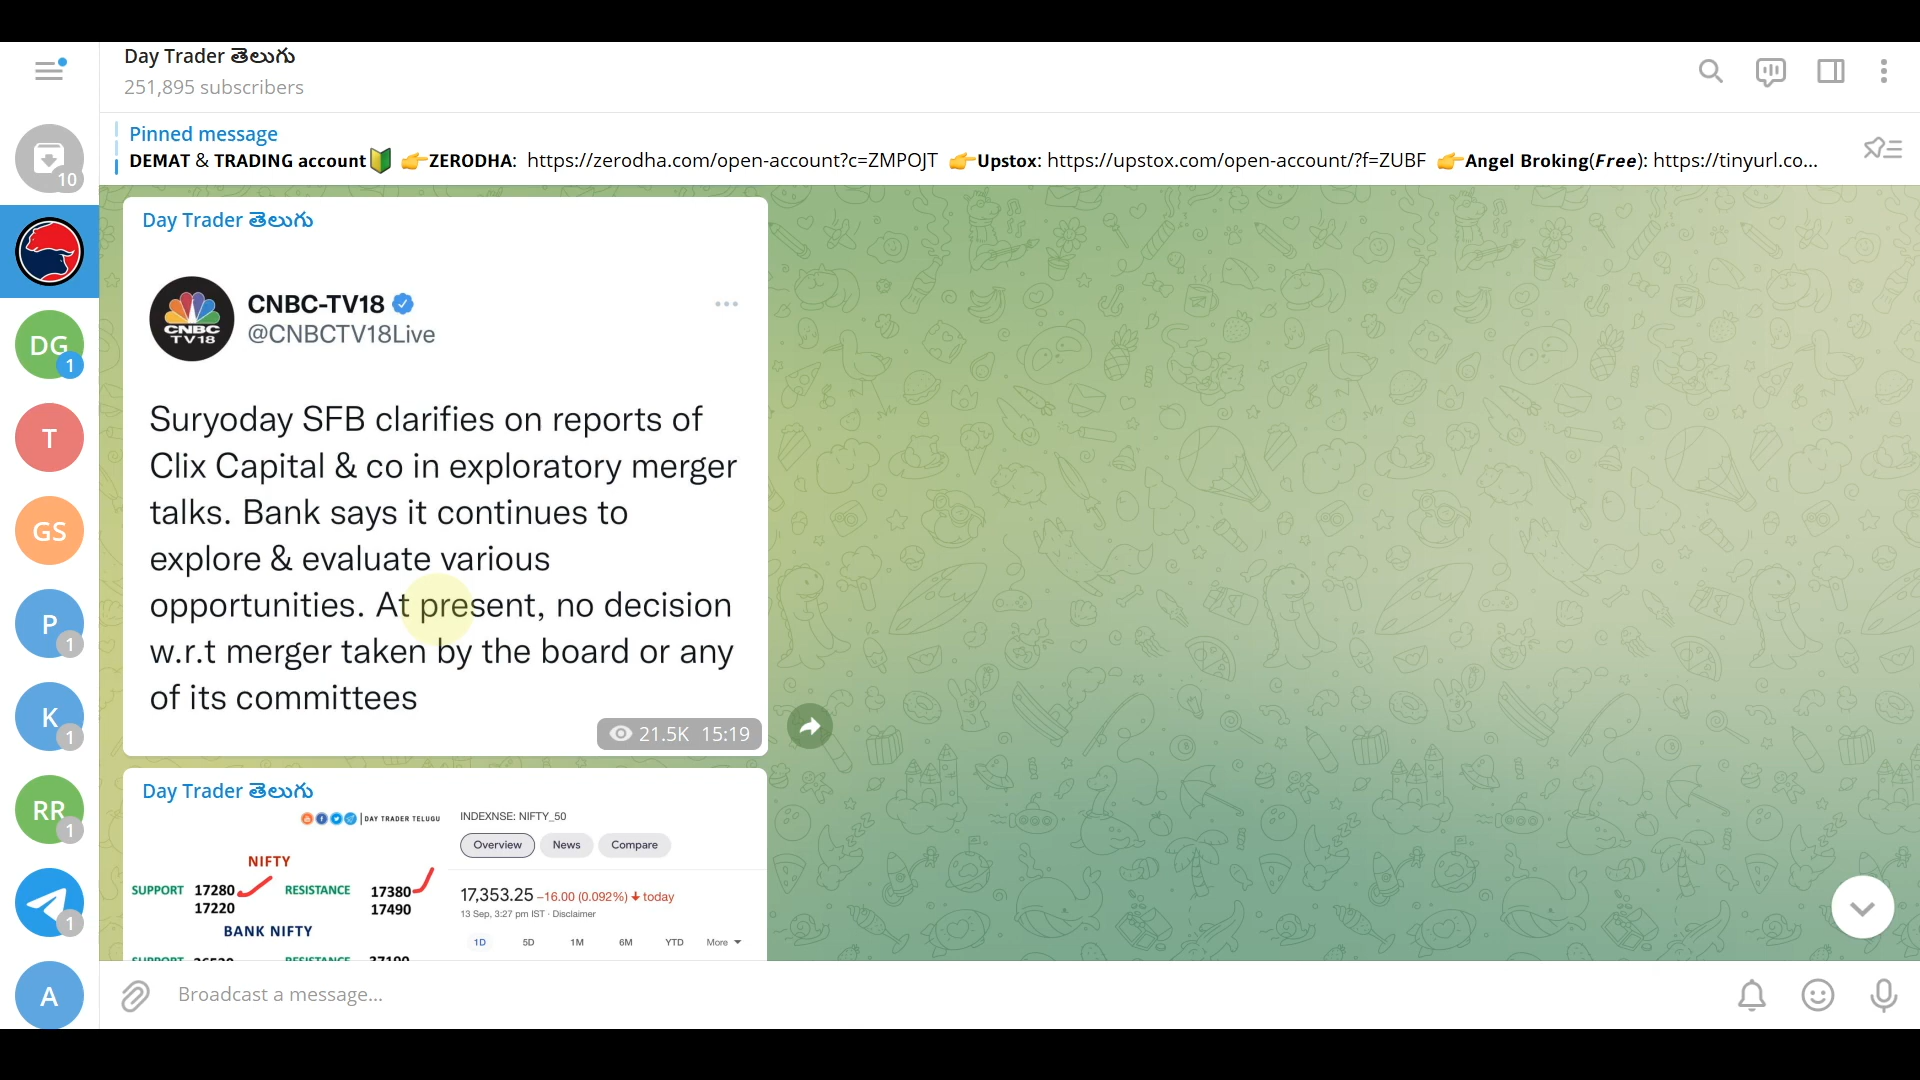 Day Trader తెలుగు
251,895 subscribers
Pinned message
DEMAT & TRADING account🔰 👉ZERODHA: https://zerodha.com/open-account?c=ZMPOJT 👉Upstox: https://upstox.com/open-account/?f=ZUBF 👉Angel Broking(Free): https://tinyurl.co...
10
DG
1
T
GS
P
1
K
1
RR
1
1
A
Day Trader తెలుగు
CNBC
TV18
CNBC-TV18
@CNBCTV18Live
Suryoday SFB clarifies on reports of
Clix Capital & co in exploratory merger
talks. Bank says it continues to
explore & evaluate various
opportunities. At present, no decision
w.r.t merger taken by the board or any
of its committees
21.5K 15:19
Day Trader తెలుగు
DAY TRADER TELUGU
NIFTY
SUPPORT 17280 RESISTANCE 17380
17220 17490
BANK NIFTY
SUPPORT RESISTANCE
INDEXNSE: NIFTY_50
Overview News Compare
17,353.25 −16.00 (0.092%) ↓ today
13 Sep, 3:27 pm IST · Disclaimer
1D 5D 1M 6M YTD More
Broadcast a message...